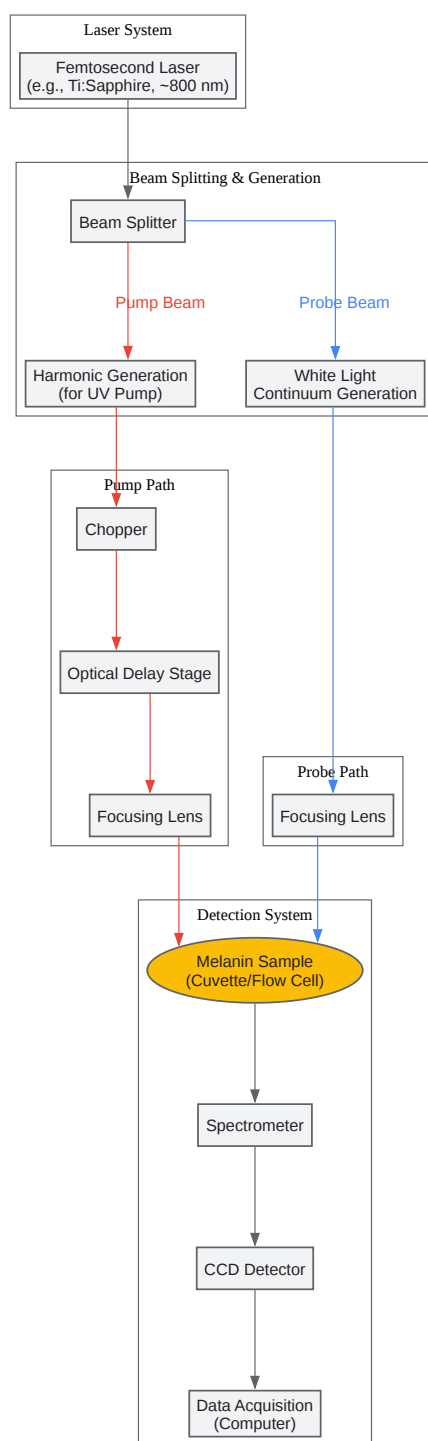 Laser System
Femtosecond Laser
(e.g., Ti:Sapphire, ~800 nm)
Beam Splitting & Generation
Beam Splitter
Pump Beam
Probe Beam
Harmonic Generation
(for UV Pump)
White Light
Continuum Generation
Pump Path
Chopper
Optical Delay Stage
Focusing Lens
Probe Path
Focusing Lens
Detection System
Melanin Sample
(Cuvette/Flow Cell)
Spectrometer
CCD Detector
Data Acquisition
(Computer)